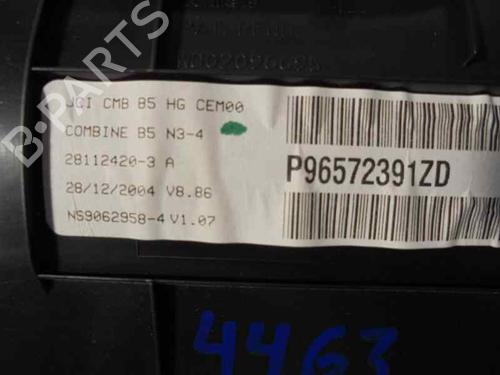 JCI CMB B5 HG CEM00
COMBINE B5 N3-4
28112420-3 A
28/12/2004 V8.86
NS9062958-4 V1.07
P96572391ZD
4463
B-PARTS